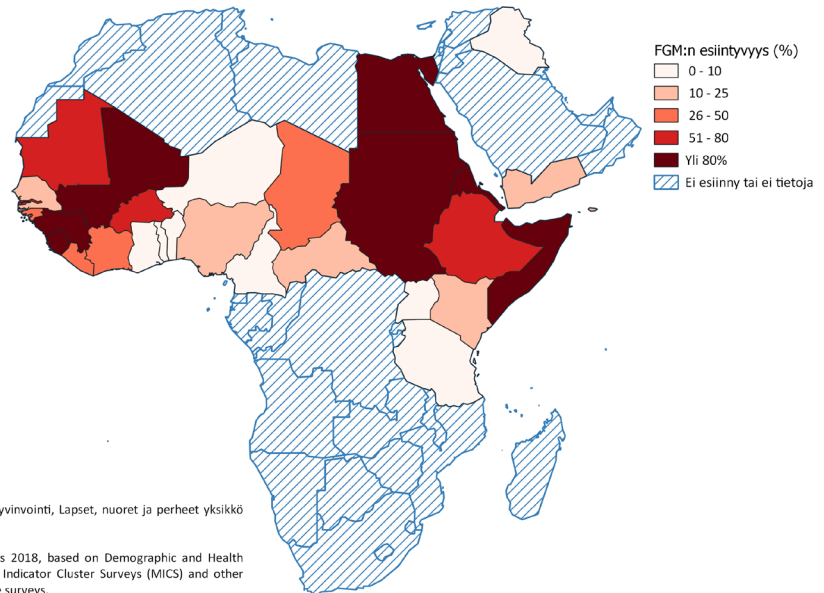 FGM:n esiintyvyys (%)
0 - 10
10 - 25
26 - 50
51 - 80
Yli 80%
Ei esiinny tai ei tietoja
yvinvointi, Lapset, nuoret ja perheet yksikkö
s 2018, based on Demographic and Health
Indicator Cluster Surveys (MICS) and other
surveys.